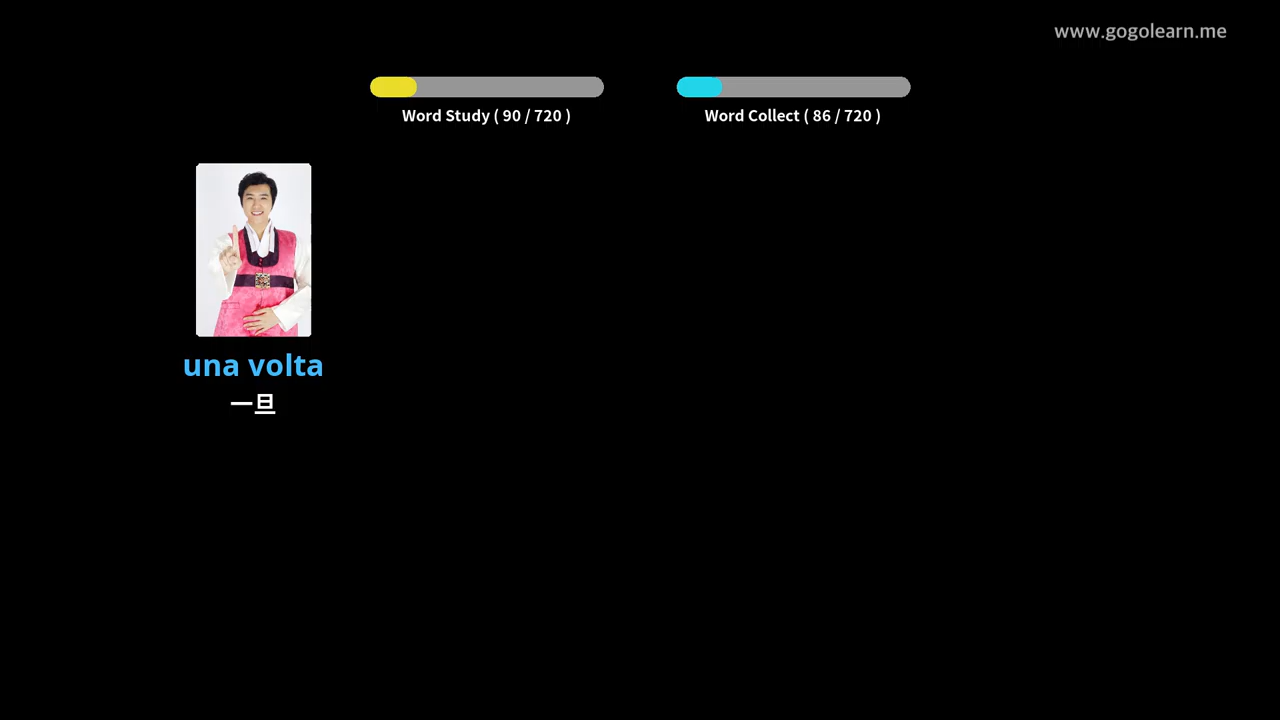 www.gogolearn.me
Word Study ( 90 / 720 )
Word Collect ( 86 / 720 )
una volta
一旦